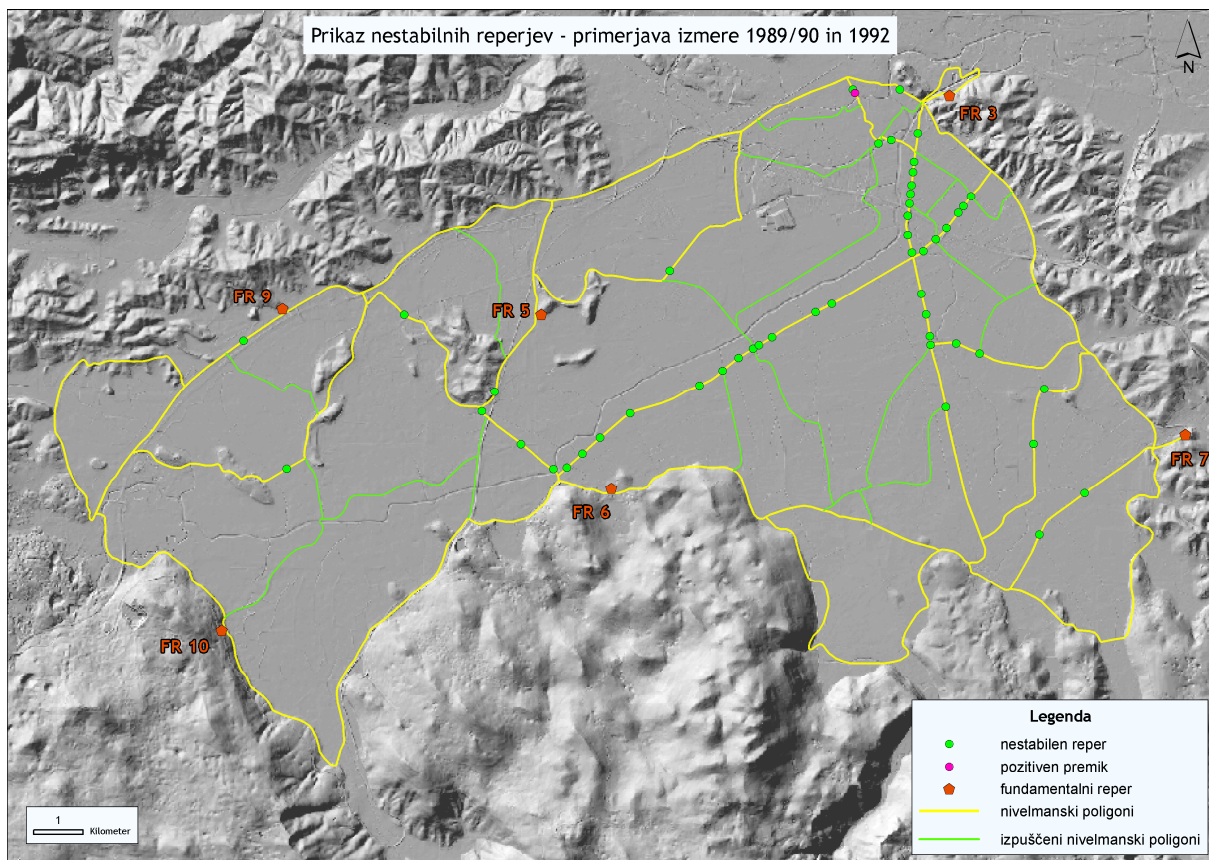 Prikaz nestabilnih reperjev - primerjava izmere 1989/90 in 1992
N
FR 3
FR 9
FR 5
FR 7
FR 6
FR 10
Legenda
nestabilen reper
pozitiven premik
fundamentalni reper
nivelmanski poligoni
izpuščeni nivelmanski poligoni
1
Kilometer